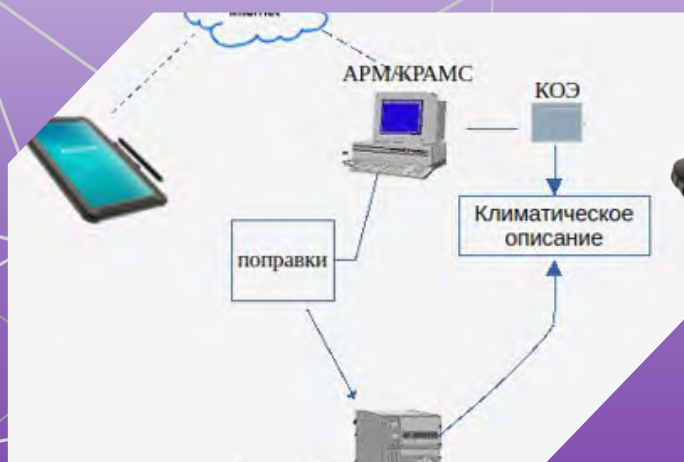 АРМ/КРАМС
КОЭ
Климатическое
описание
поправки